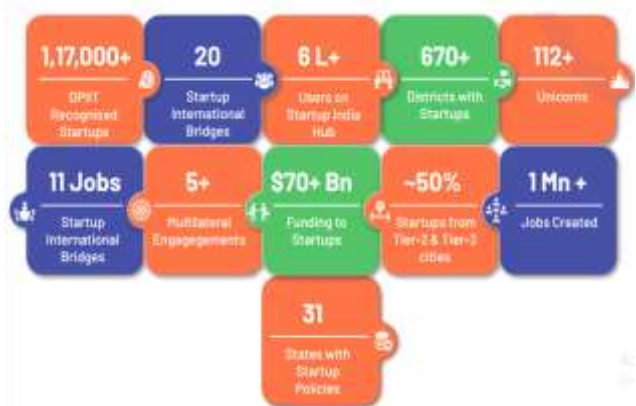 1,17,000+
DPIIT
Recognised
Startups
20
Startup
International
Bridges
6 L+
Users on
Startup India
Hub
670+
Districts with
Startups
112+
Unicorns
11 Jobs
Startup
International
Bridges
5+
Multilateral
Engagegements
$70+ Bn
Funding to
Startups
~50%
Startups from
Tier-2 & Tier-3
cities
1 Mn +
Jobs Created
31
States with
Startup
Policies